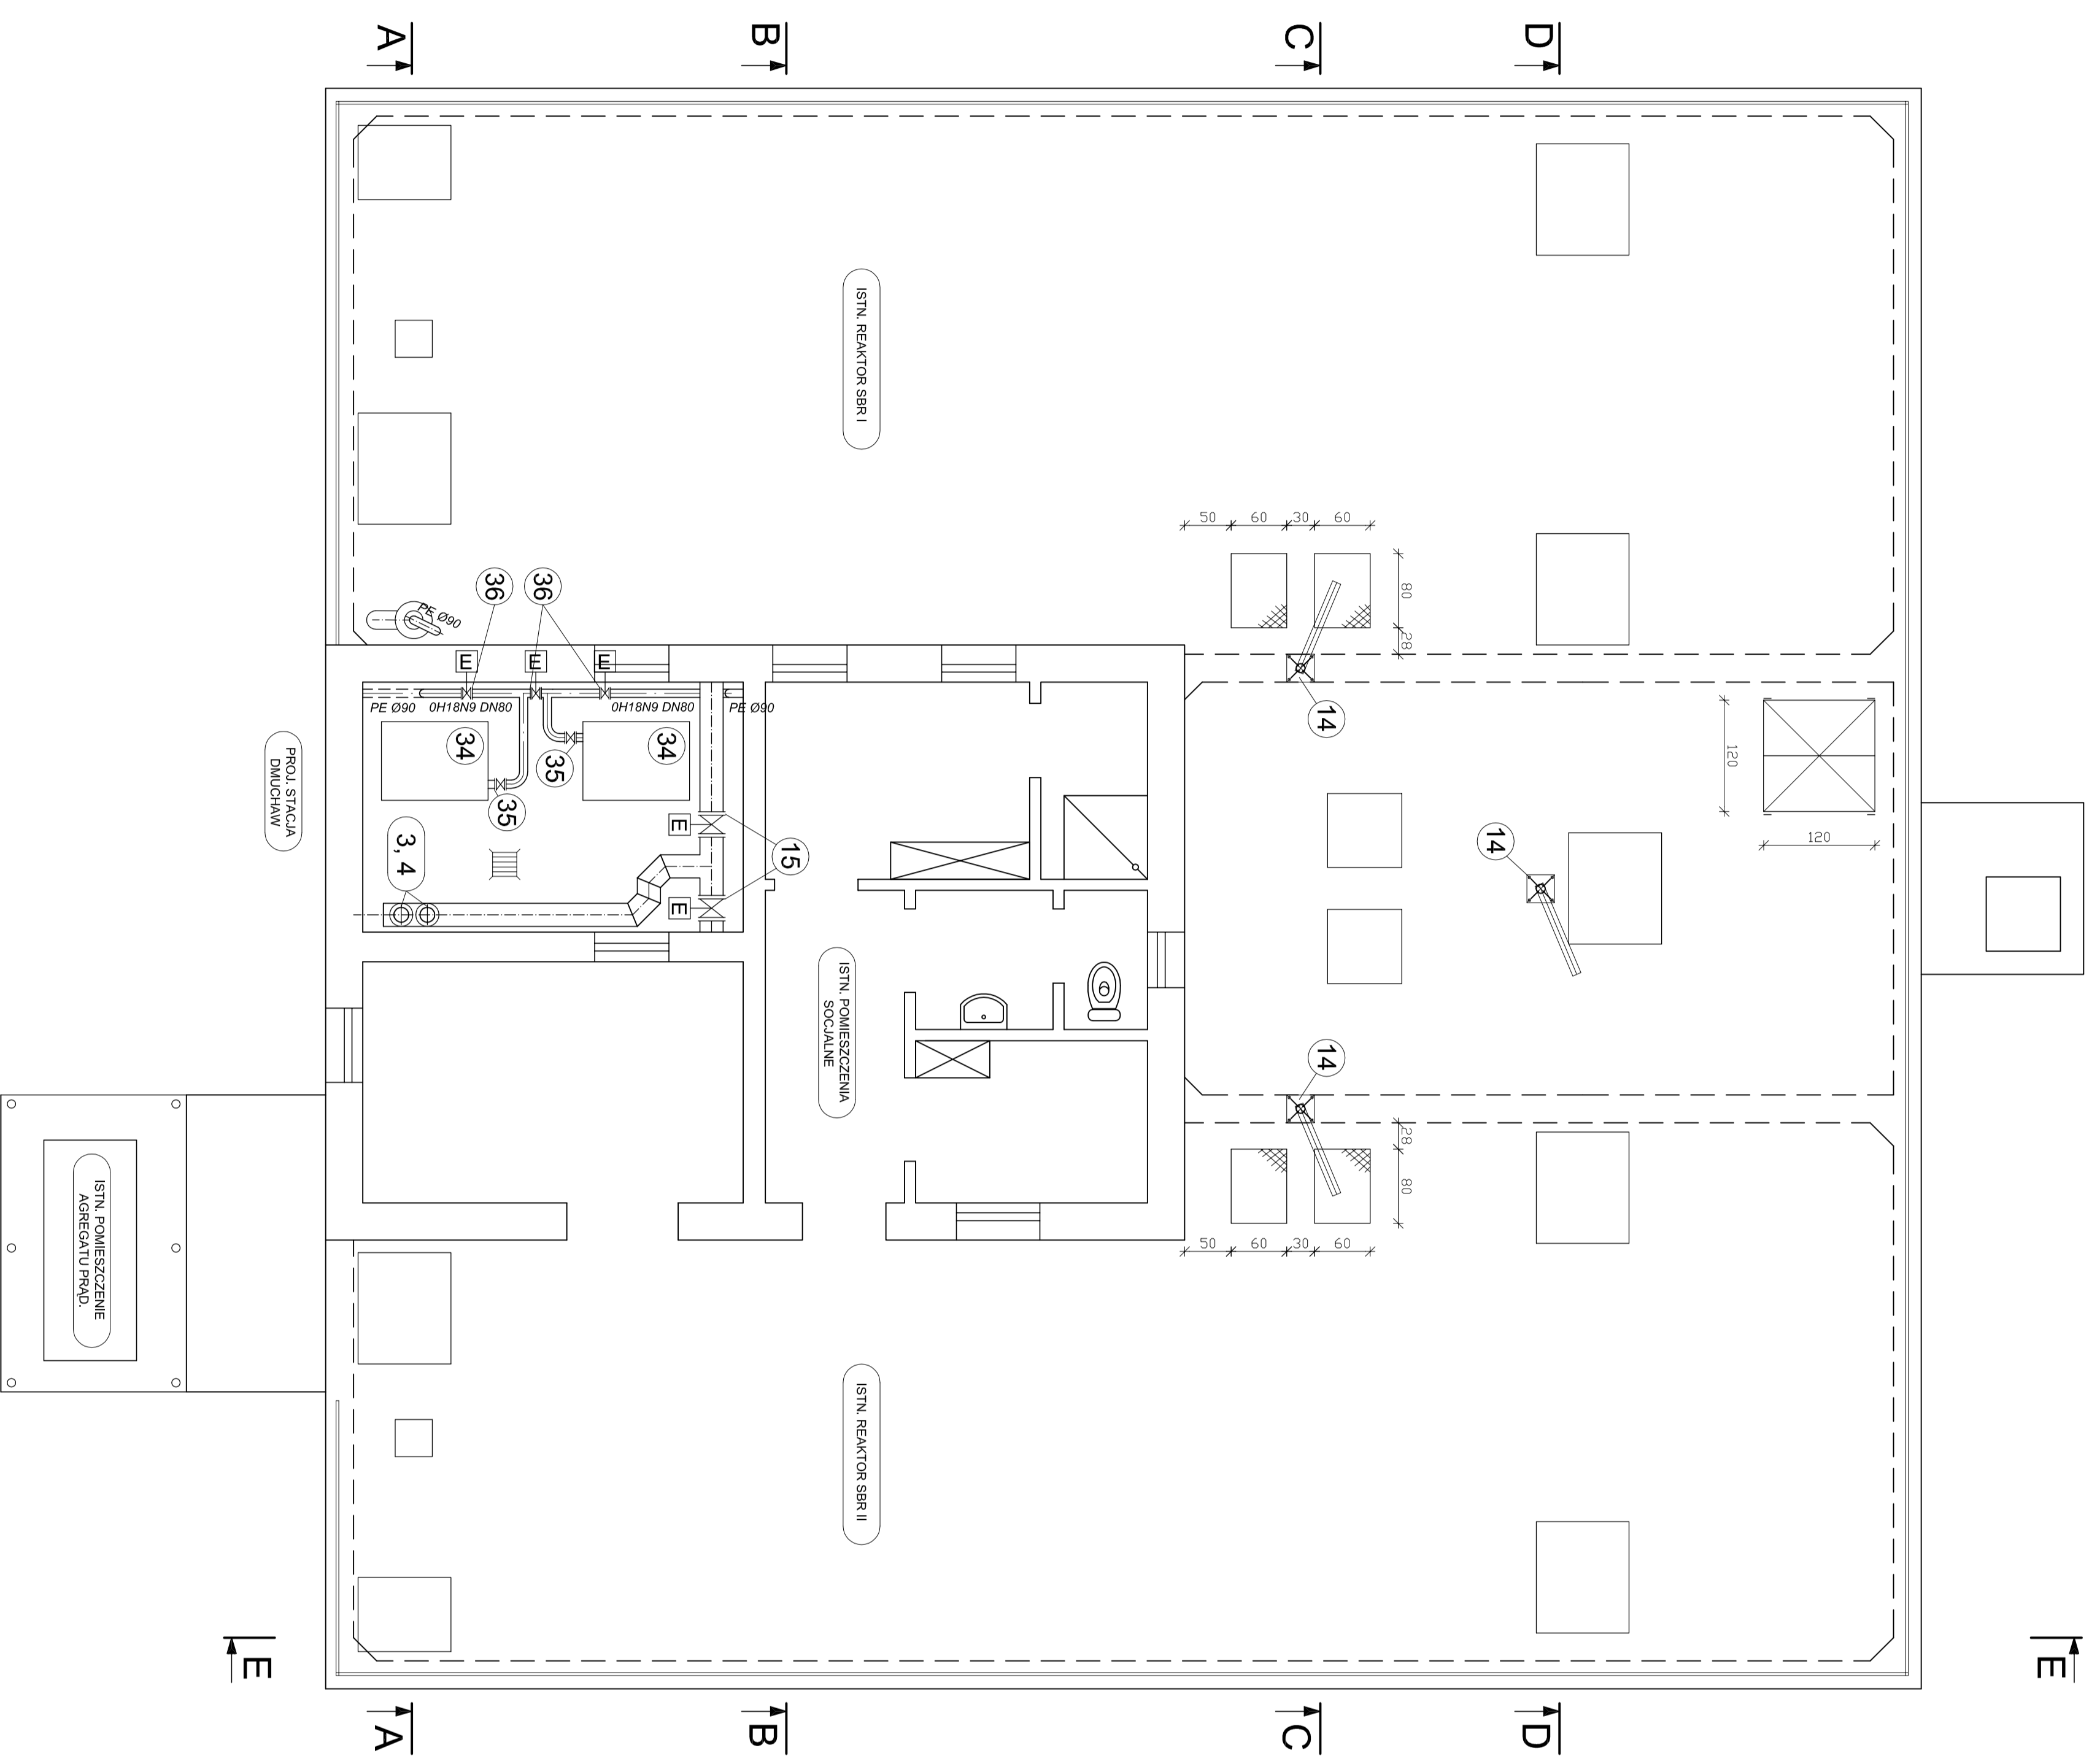 A
B
C
D
ISTN. REAKTOR SBR I
50
60
30
60
80
28
36
36
PE Ø90
E
E
E
PE Ø90
0H18N9 DN80
0H18N9 DN80
PE Ø90
14
34
34
35
35
PROJ. STACJA
DMUCHAW
120
120
3, 4
E
E
15
14
ISTN. POMIESZCZENIA
SOCJALNE
14
28
80
50
60
30
60
ISTN. POMIESZCZENIE
AGREGATU PRĄD.
ISTN. REAKTOR SBR II
E
E
A
B
C
D